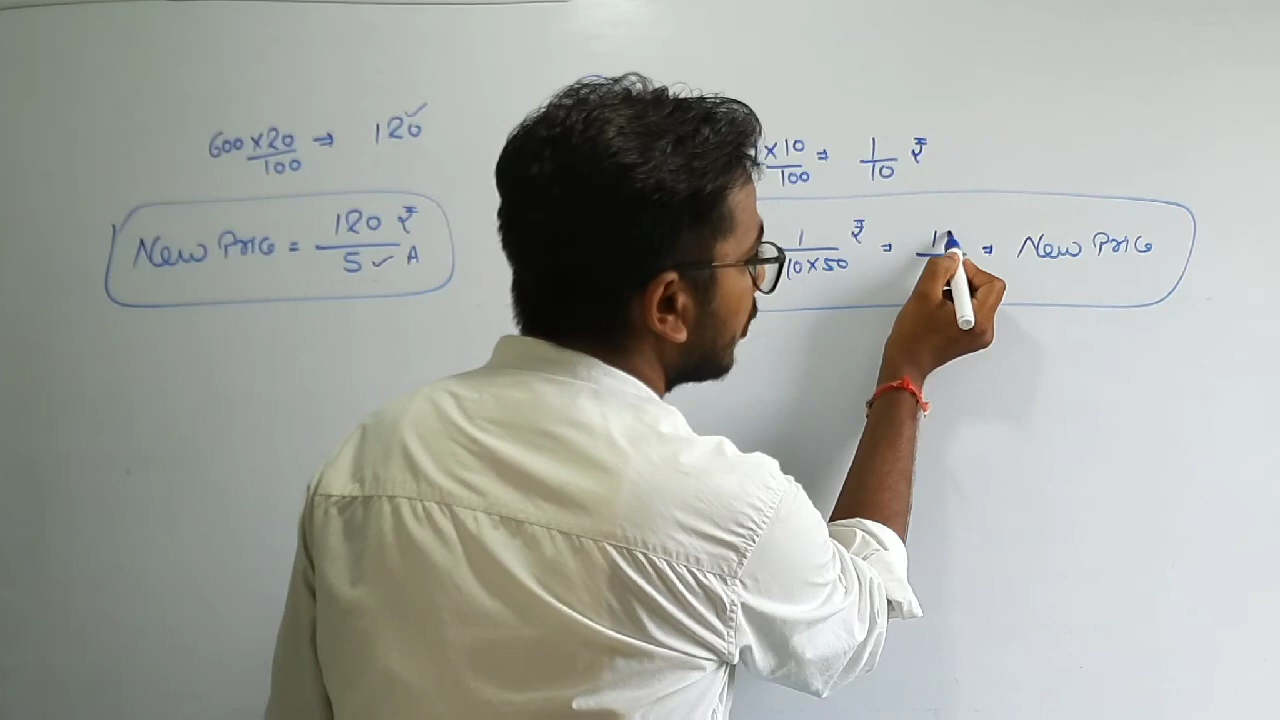 600 × 20 / 100 ⇒ 120 ✓
New Price = 120 ₹ / 5 ✓ A
× 10 / 100 ⇒ 1 / 10 ₹
1 / 10 × 50 ₹ = 1 = New Price